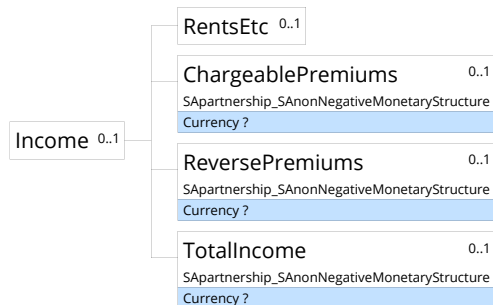 RentsEtc 0..1
ChargeablePremiums 0..1
SApartnership_SAnonNegativeMonetaryStructure
Currency ?
Income 0..1
ReversePremiums 0..1
SApartnership_SAnonNegativeMonetaryStructure
Currency ?
TotalIncome 0..1
SApartnership_SAnonNegativeMonetaryStructure
Currency ?